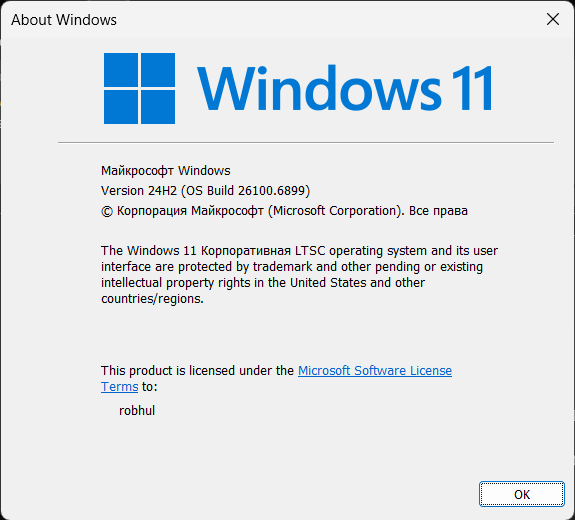 About Windows
Windows 11
Майкрософт Windows
Version 24H2 (OS Build 26100.6899)
© Корпорация Майкрософт (Microsoft Corporation). Все права
The Windows 11 Корпоративная LTSC operating system and its user
interface are protected by trademark and other pending or existing
intellectual property rights in the United States and other
countries/regions.
This product is licensed under the Microsoft Software License
Terms to:
robhul
OK